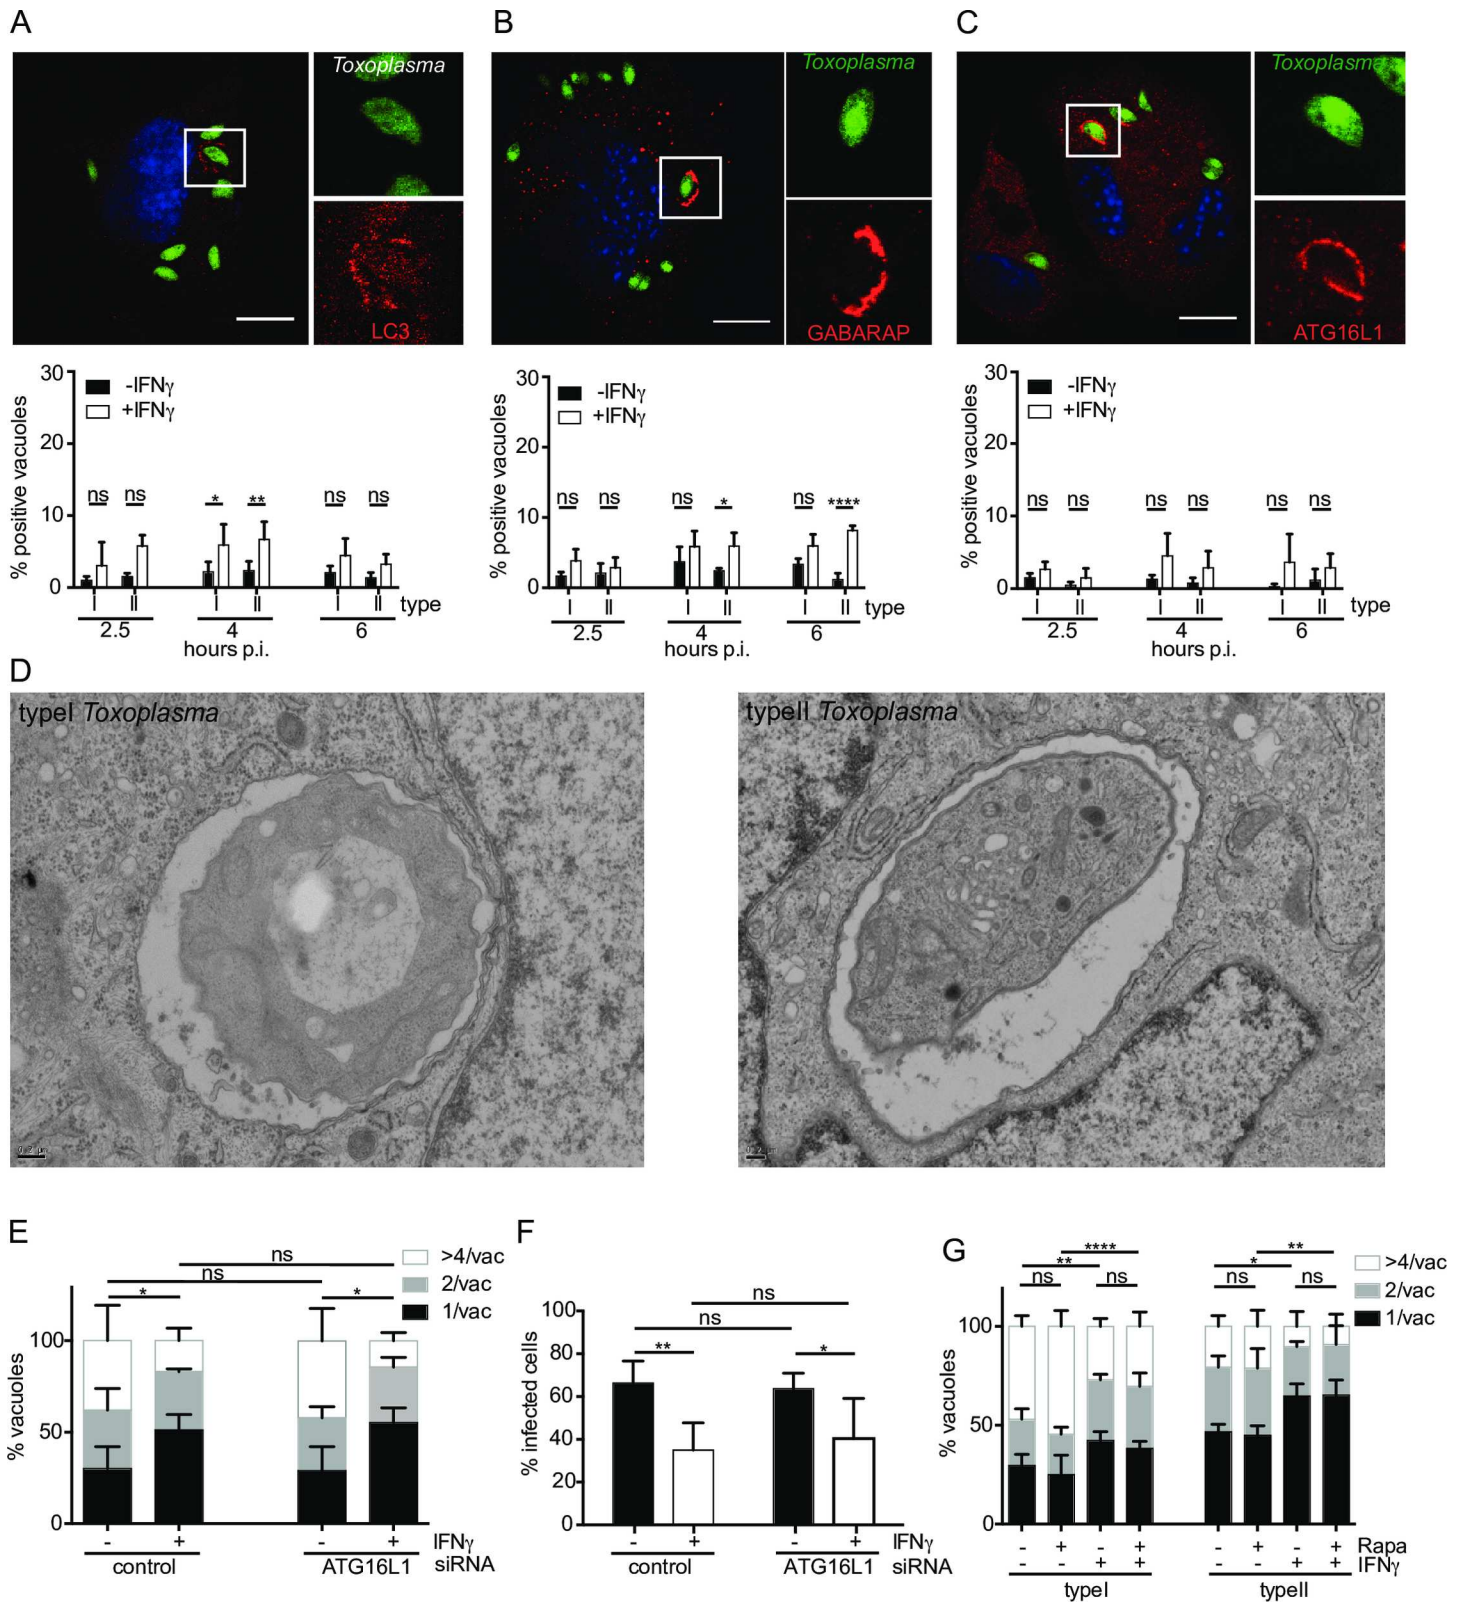 A
B
C
Toxoplasma
LC3
Toxoplasma
GABARAP
Toxoplasma
ATG16L1
% positive vacuoles
30
20
10
0
-IFNγ
+IFNγ
ns ns * ** ns ns
I II I II I II type
2.5 4 6
hours p.i.
% positive vacuoles
30
20
10
0
-IFNγ
+IFNγ
ns ns ns * ns ****
I II I II I II type
2.5 4 6
hours p.i.
% positive vacuoles
30
20
10
0
-IFNγ
+IFNγ
ns ns ns ns ns ns
I II I II I II type
2.5 4 6
hours p.i.
D
typeI Toxoplasma
0.2 µm
typeII Toxoplasma
0.2 µm
E
ns
ns
* *
>4/vac
2/vac
1/vac
% vacuoles
100
50
0
- + - + IFNγ
control ATG16L1 siRNA
F
ns
ns
** *
% infected cells
100
80
60
40
20
0
- + - + IFNγ
control ATG16L1 siRNA
G
**** **
** *
ns ns ns ns
>4/vac
2/vac
1/vac
% vacuoles
100
50
0
- + - + - + - + Rapa
- - + + - - + + IFNγ
typeI typeII